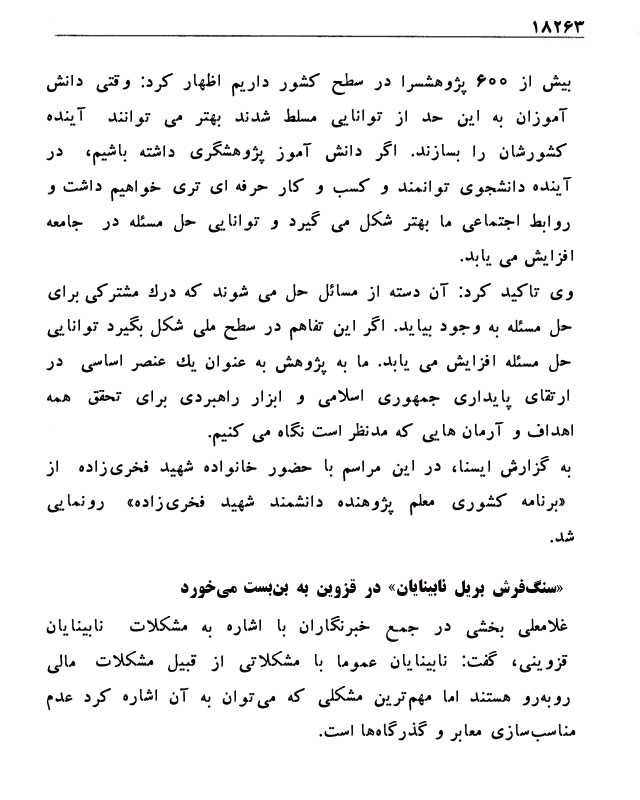 ۱۸۲۶۳
بیش از ۶۰۰ پژوهشسرا در سطح کشور داریم اظهار کرد: وقتی دانش
آموزان به این حد از توانایی مسلط شدند بهتر می توانند آینده
کشورشان را بسازند. اگر دانش آموز پژوهشگری داشته باشیم، در
آینده دانشجوی توانمند و کسب و کار حرفه ای تری خواهیم داشت و
روابط اجتماعی ما بهتر شکل می گیرد و توانایی حل مسئله در جامعه
افزایش می یابد.
وی تاکید کرد: آن دسته از مسائل حل می شوند که درك مشترکی برای
حل مسئله به وجود بیاید. اگر این تفاهم در سطح ملی شکل بگیرد توانایی
حل مسئله افزایش می یابد. ما به پژوهش به عنوان یك عنصر اساسی در
ارتقای پایداری جمهوری اسلامی و ابزار راهبردی برای تحقق همه
اهداف و آرمان هایی که مدنظر است نگاه می کنیم.
به گزارش ایسنا، در این مراسم با حضور خانواده شهید فخری‌زاده از
«برنامه کشوری معلم پژوهنده دانشمند شهید فخری‌زاده» رونمایی
شد.
«سنگ‌فرش بریل نابینایان» در قزوین به بن‌بست می‌خورد
غلامعلی بخشی در جمع خبرنگاران با اشاره به مشکلات نابینایان
قزوینی، گفت: نابینایان عموما با مشکلاتی از قبیل مشکلات مالی
روبه‌رو هستند اما مهم‌ترین مشکلی که می‌توان به آن اشاره کرد عدم
مناسب‌سازی معابر و گذرگاه‌ها است.